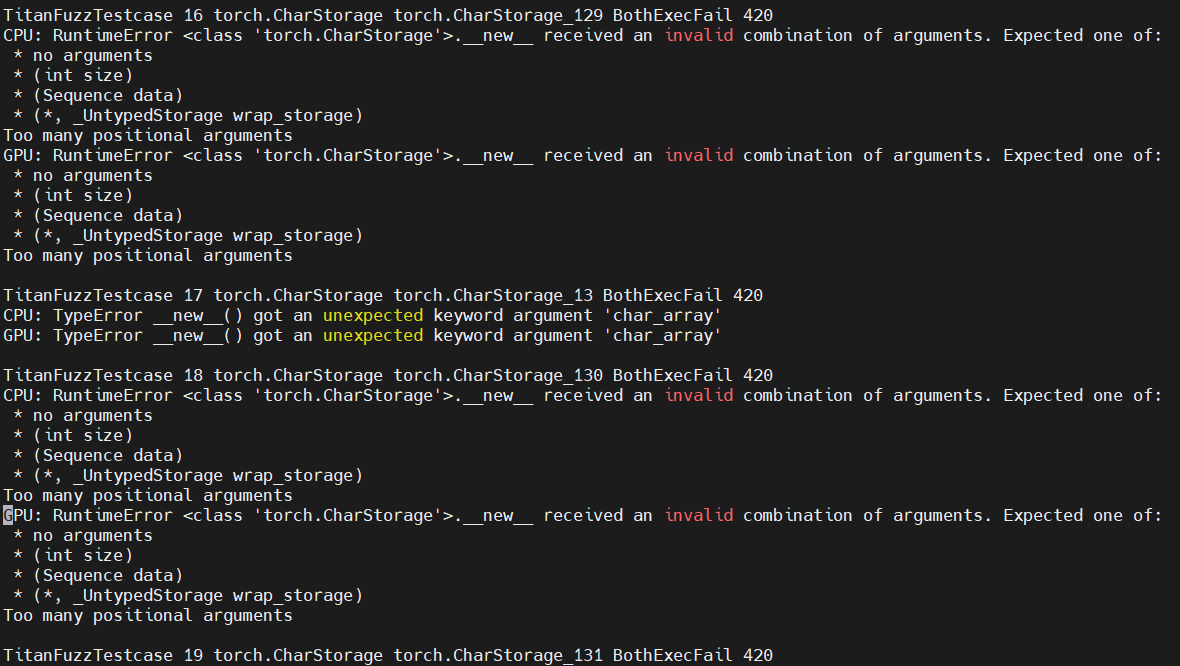 TitanFuzzTestcase 16 torch.CharStorage torch.CharStorage_129 BothExecFail 420
CPU: RuntimeError <class 'torch.CharStorage'>.__new__ received an invalid combination of arguments. Expected one of:
 * no arguments
 * (int size)
 * (Sequence data)
 * (*, _UntypedStorage wrap_storage)
Too many positional arguments
GPU: RuntimeError <class 'torch.CharStorage'>.__new__ received an invalid combination of arguments. Expected one of:
 * no arguments
 * (int size)
 * (Sequence data)
 * (*, _UntypedStorage wrap_storage)
Too many positional arguments

TitanFuzzTestcase 17 torch.CharStorage torch.CharStorage_13 BothExecFail 420
CPU: TypeError __new__() got an unexpected keyword argument 'char_array'
GPU: TypeError __new__() got an unexpected keyword argument 'char_array'

TitanFuzzTestcase 18 torch.CharStorage torch.CharStorage_130 BothExecFail 420
CPU: RuntimeError <class 'torch.CharStorage'>.__new__ received an invalid combination of arguments. Expected one of:
 * no arguments
 * (int size)
 * (Sequence data)
 * (*, _UntypedStorage wrap_storage)
Too many positional arguments
GPU: RuntimeError <class 'torch.CharStorage'>.__new__ received an invalid combination of arguments. Expected one of:
 * no arguments
 * (int size)
 * (Sequence data)
 * (*, _UntypedStorage wrap_storage)
Too many positional arguments

TitanFuzzTestcase 19 torch.CharStorage torch.CharStorage_131 BothExecFail 420